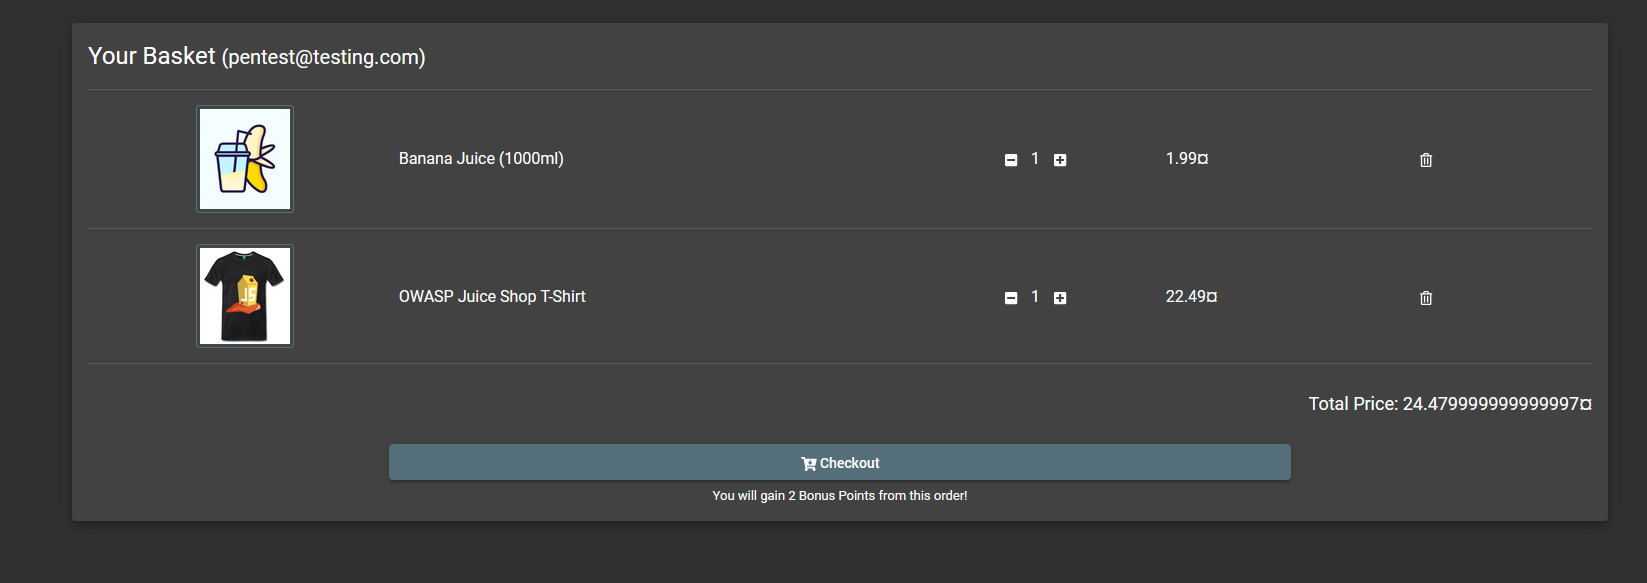 Your Basket (pentest@testing.com)
Banana Juice (1000ml) 1 1.99¤
JS
OWASP Juice Shop T-Shirt 1 22.49¤
Total Price: 24.479999999999997¤
Checkout
You will gain 2 Bonus Points from this order!